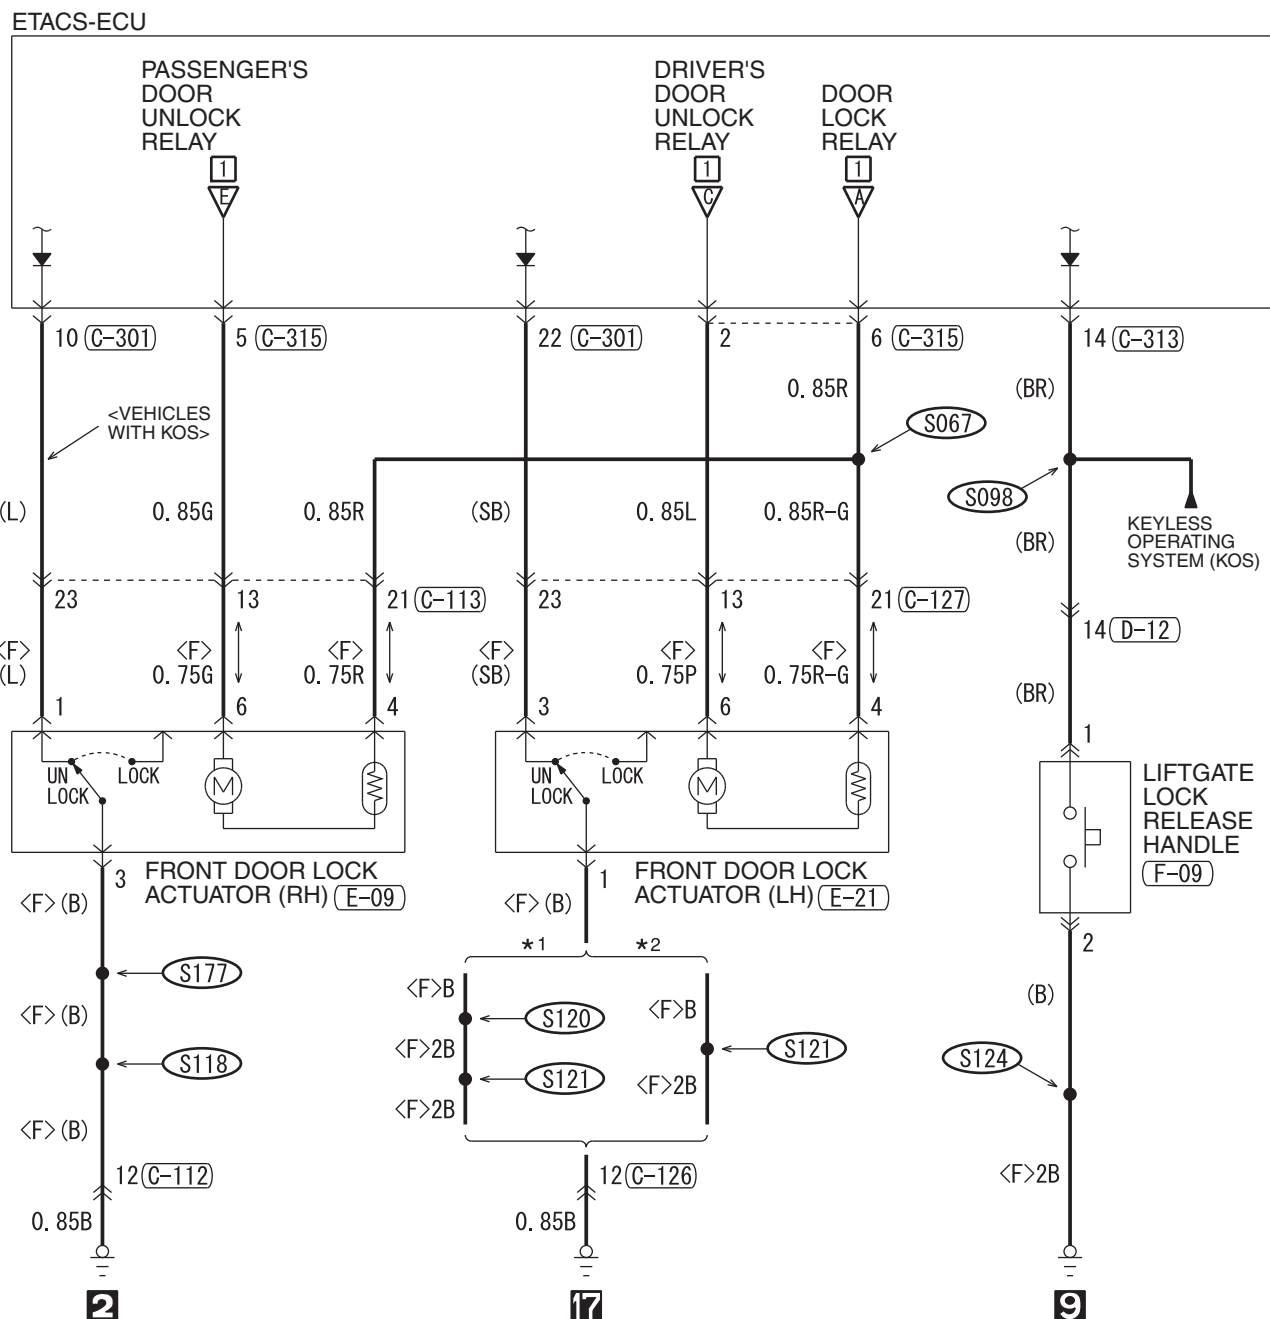 ETACS-ECU
PASSENGER'S
DOOR
UNLOCK
RELAY
DRIVER'S
DOOR
UNLOCK
RELAY
DOOR
LOCK
RELAY
1
1
1
E
C
A
10 C-301
5 C-315
22 C-301
2
6 C-315
14 C-313
0.85R
(BR)
<VEHICLES
WITH KOS>
S067
S098
(L)
0.85G
0.85R
(SB)
0.85L
0.85R-G
(BR)
KEYLESS
OPERATING
SYSTEM (KOS)
23
13
21 C-113
23
13
21 C-127
14 D-12
<F>
(L)
<F>
0.75G
<F>
0.75R
<F>
(SB)
<F>
0.75P
<F>
0.75R-G
(BR)
1
6
4
3
6
4
1
UN
LOCK
LOCK
M
UN
LOCK
LOCK
M
LIFTGATE
LOCK
RELEASE
HANDLE
F-09
3
FRONT DOOR LOCK
ACTUATOR (RH) E-09
1
FRONT DOOR LOCK
ACTUATOR (LH) E-21
2
<F>(B)
<F>(B)
*1
*2
S177
<F>B
<F>B
(B)
<F>(B)
S120
<F>2B
S121
S118
S121
<F>2B
S124
<F>2B
<F>(B)
12 C-112
12 C-126
<F>2B
0.85B
0.85B
2
17
9